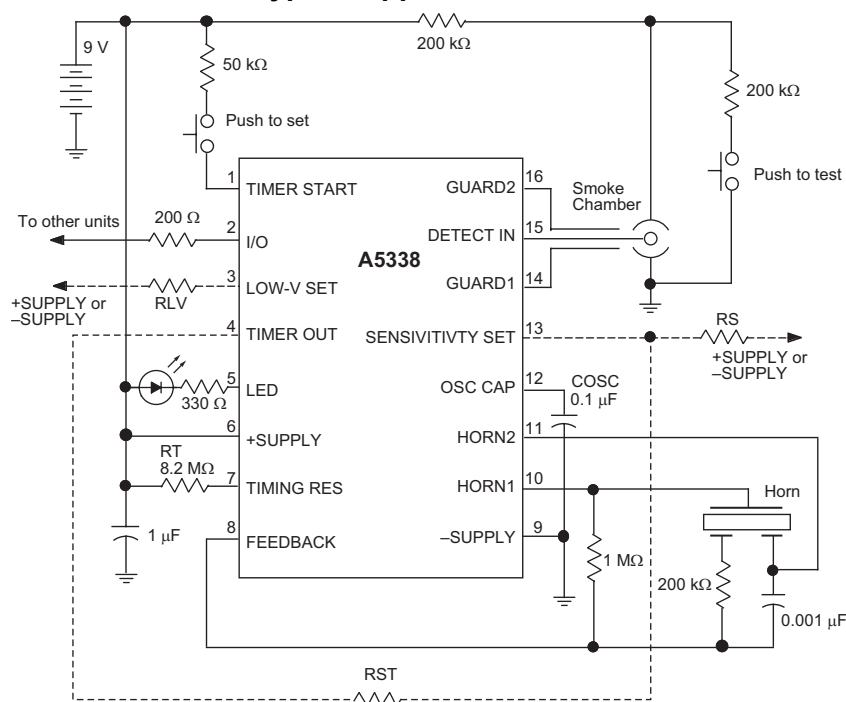 200 kΩ
9 V
50 kΩ
200 kΩ
Push to set
Push to test
1
TIMER START
16
GUARD2
Smoke
Chamber
To other units
200 Ω
2
I/O
15
DETECT IN
A5338
3
LOW-V SET
14
GUARD1
+SUPPLY or
–SUPPLY
RLV
4
TIMER OUT
13
SENSIVITIVTY SET
RS
+SUPPLY or
–SUPPLY
5
LED
330 Ω
12
OSC CAP
COSC
0.1 μF
6
+SUPPLY
11
HORN2
RT
8.2 MΩ
7
TIMING RES
10
HORN1
Horn
1 μF
8
FEEDBACK
9
–SUPPLY
1 MΩ
200 kΩ
0.001 μF
RST